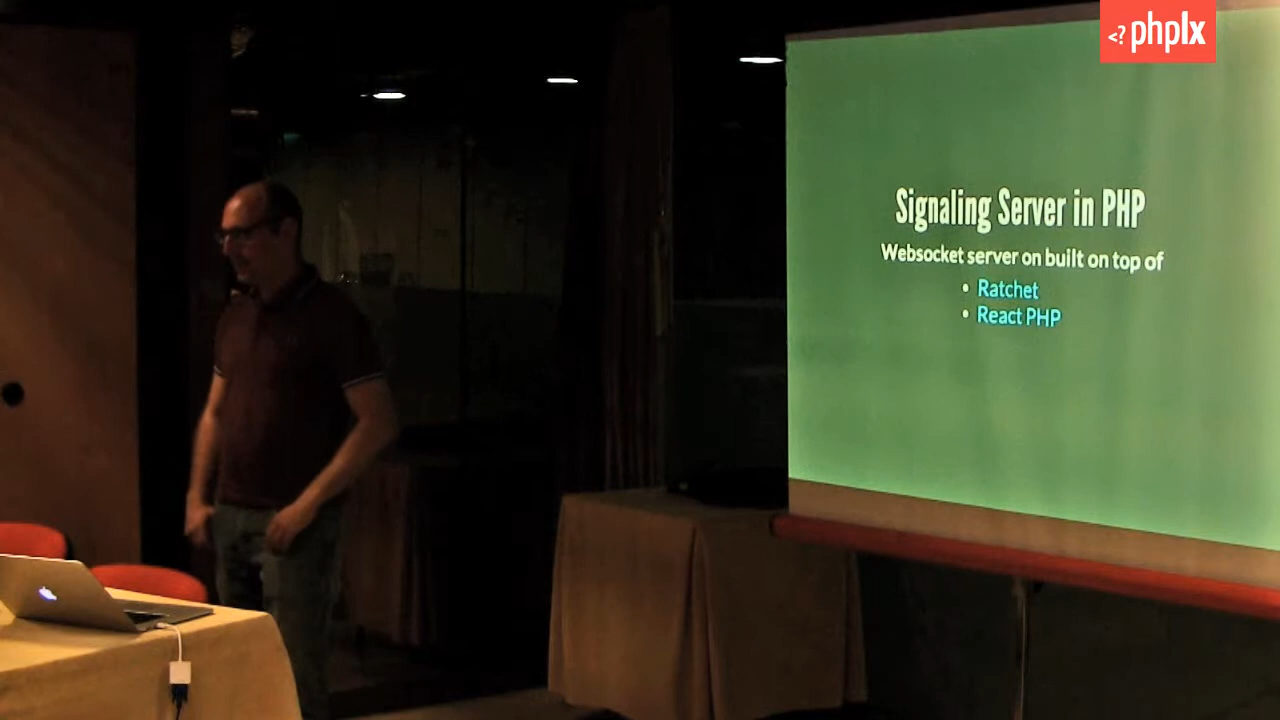 <? phplx
Signaling Server in PHP
Websocket server on built on top of
• Ratchet
• React PHP